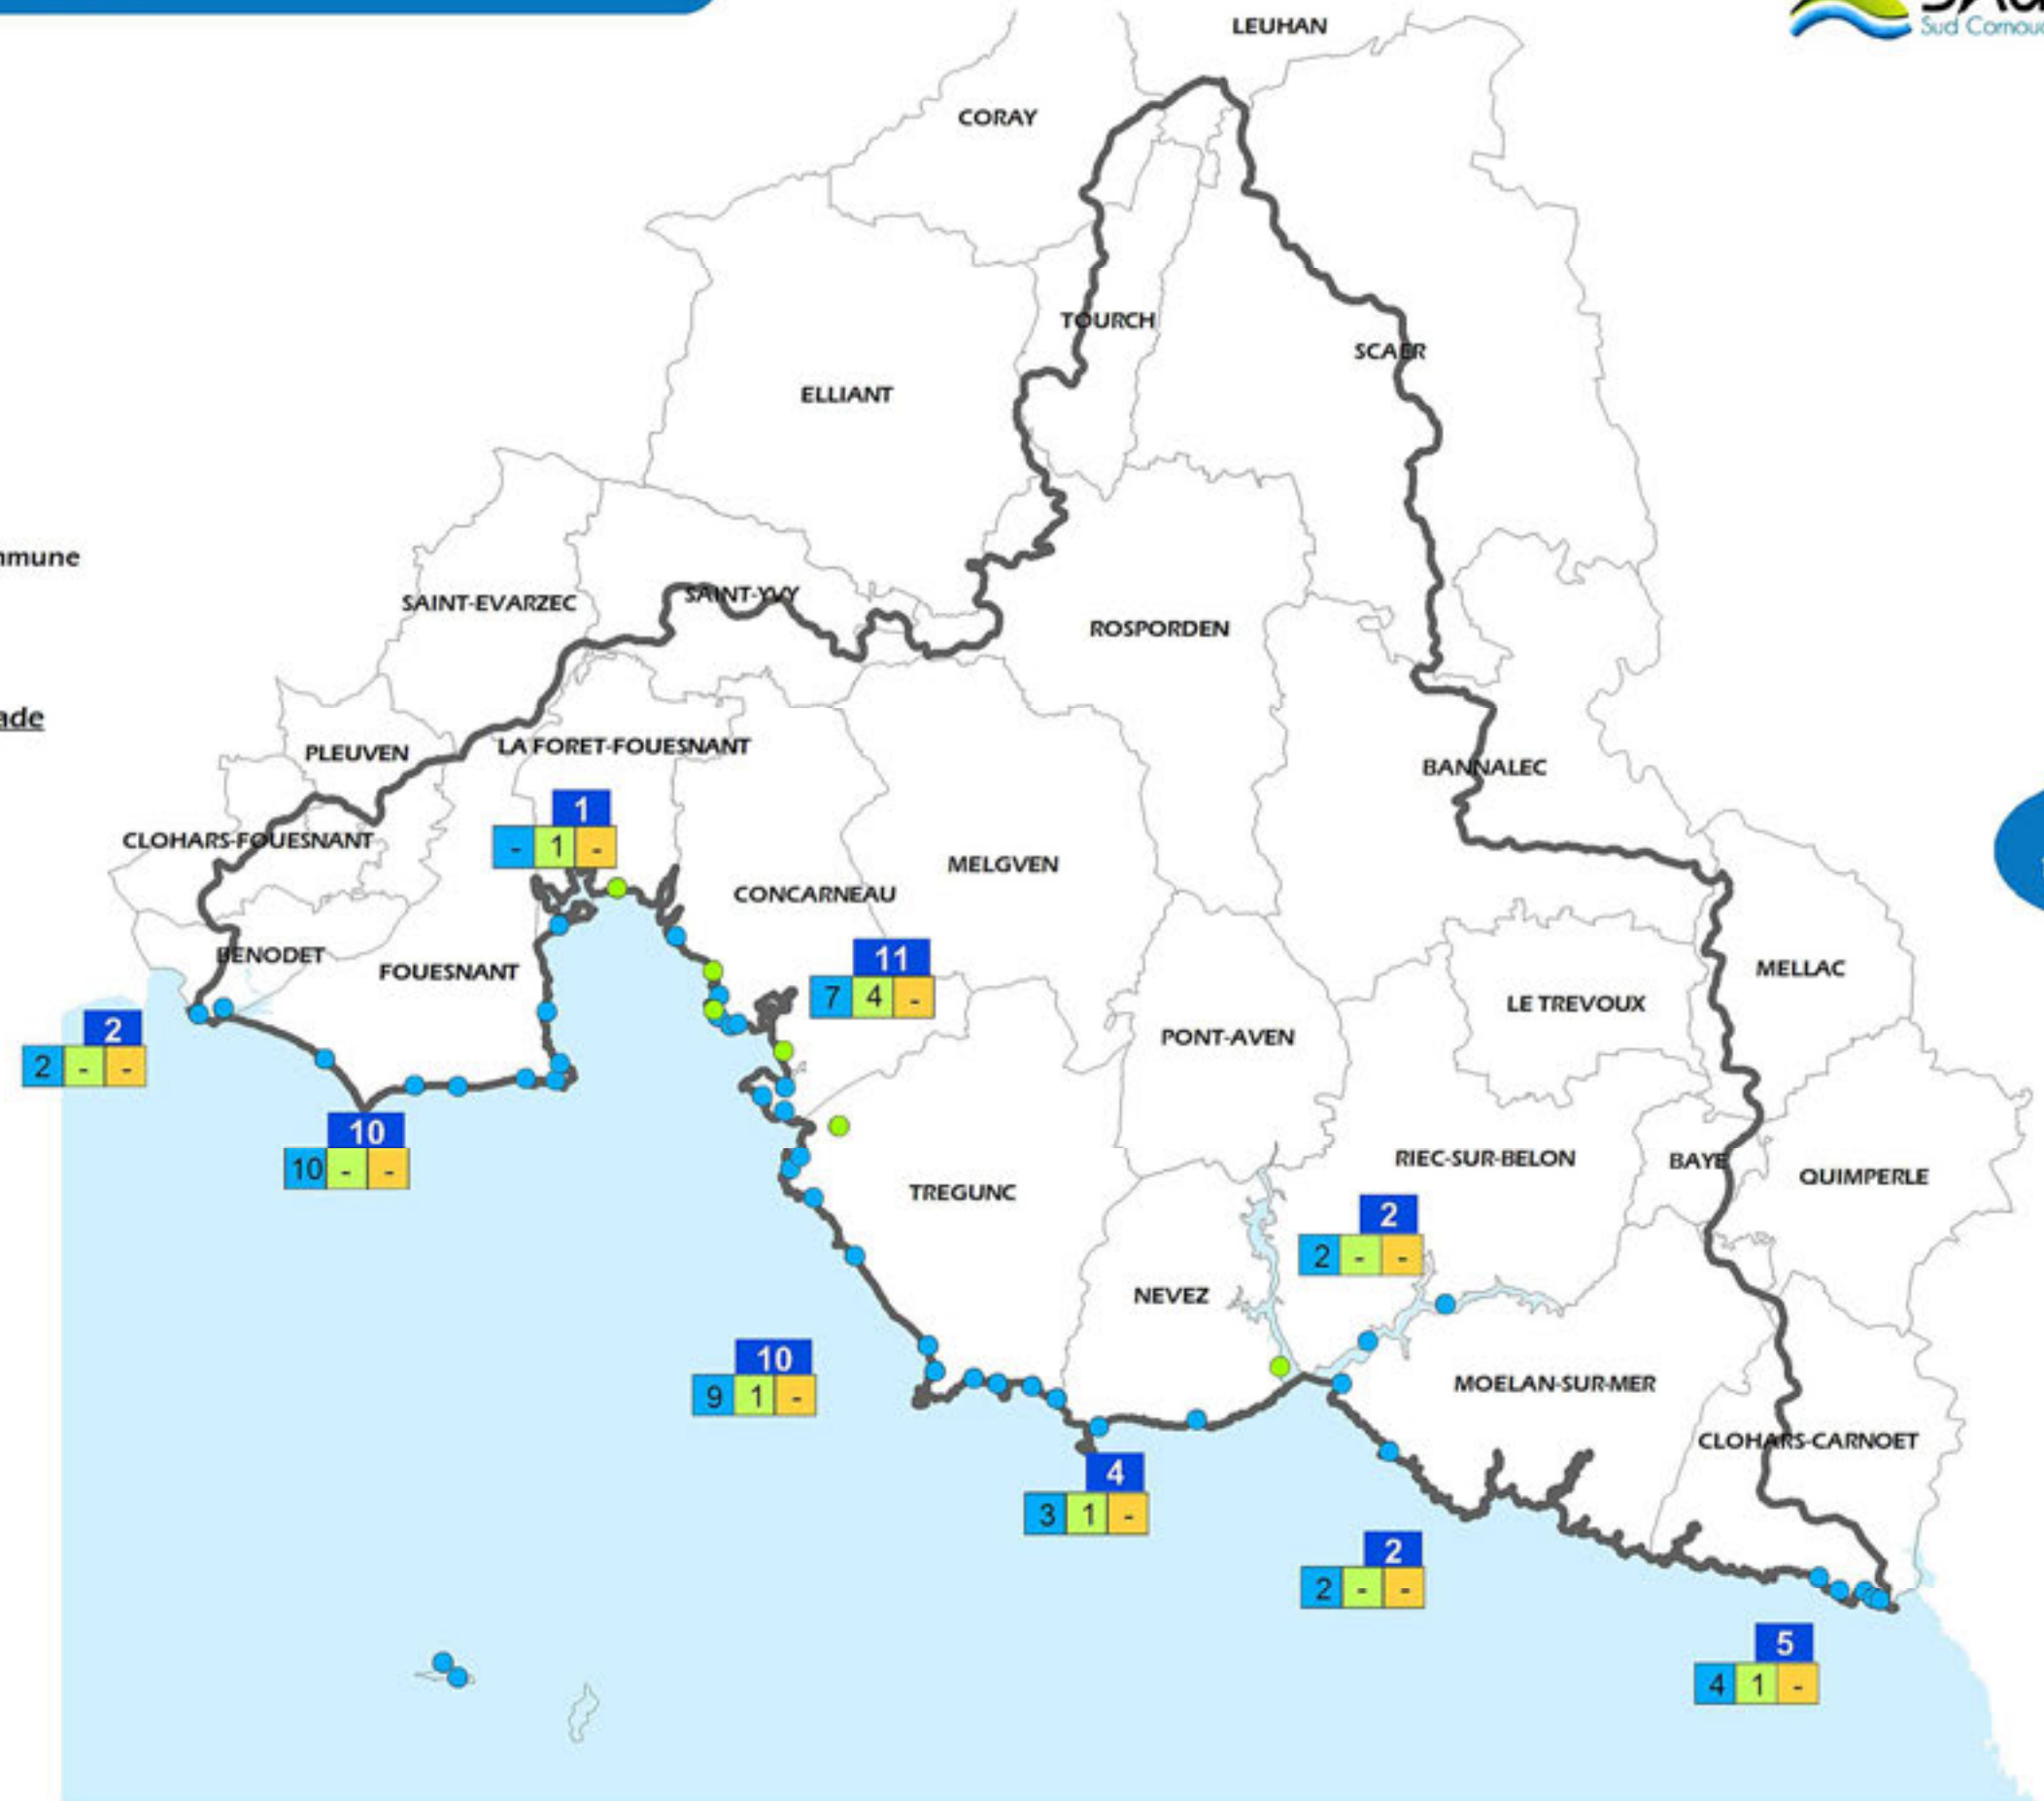 LEUHAN
Sud Cornou
CORAY
TOURCH
SCAER
ELLIANT
mmune
SAINT-EVARZEC
SAINT-YVY
ROSPORDEN
ade
PLEUVEN
LA FORET-FOUESNANT
BANNALEC
1
- 1 -
CLOHARS-FOUESNANT
MELGVEN
CONCARNEAU
BENODET
FOUESNANT
11
7 4 -
MELLAC
LE TREVOUX
PONT-AVEN
2
2 - -
10
10 - -
RIEC-SUR-BELON
BAYE
QUIMPERLE
TREGUNC
2
2 - -
NEVEZ
10
9 1 -
MOELAN-SUR-MER
CLOHARS-CARNOET
4
3 1 -
2
2 - -
5
4 1 -